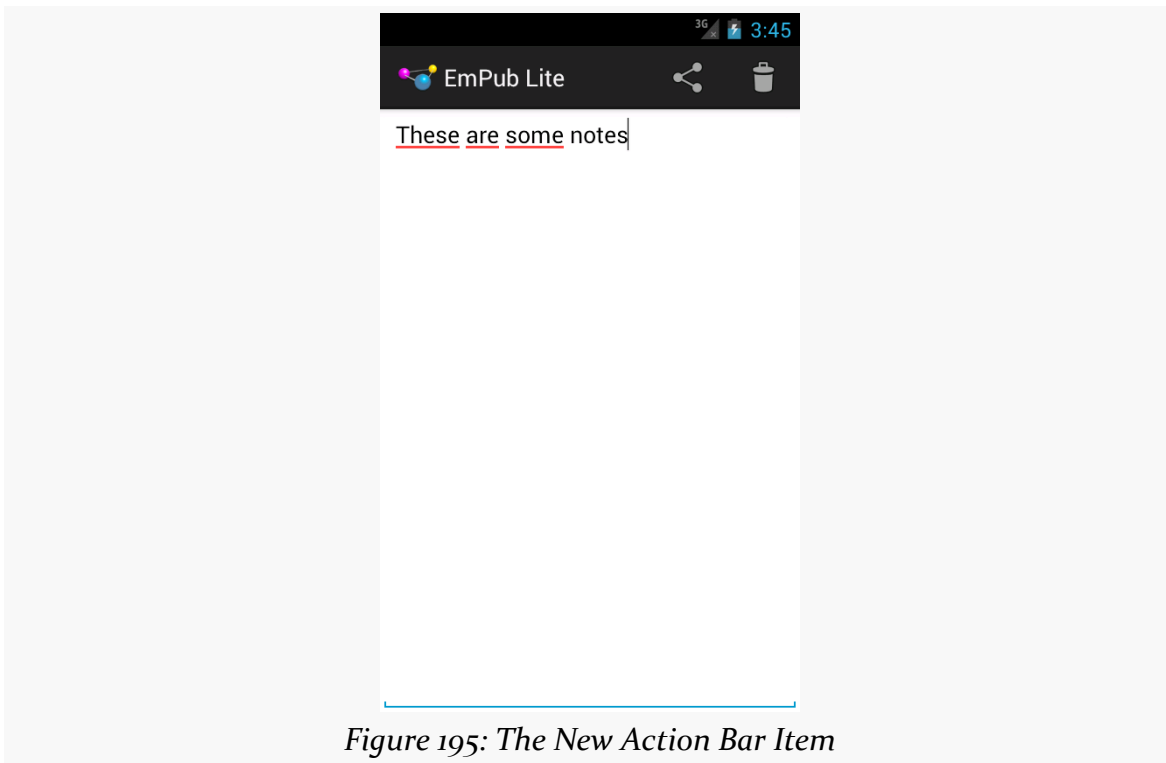 3G
3:45
EmPub Lite
These are some notes
Figure 195: The New Action Bar Item